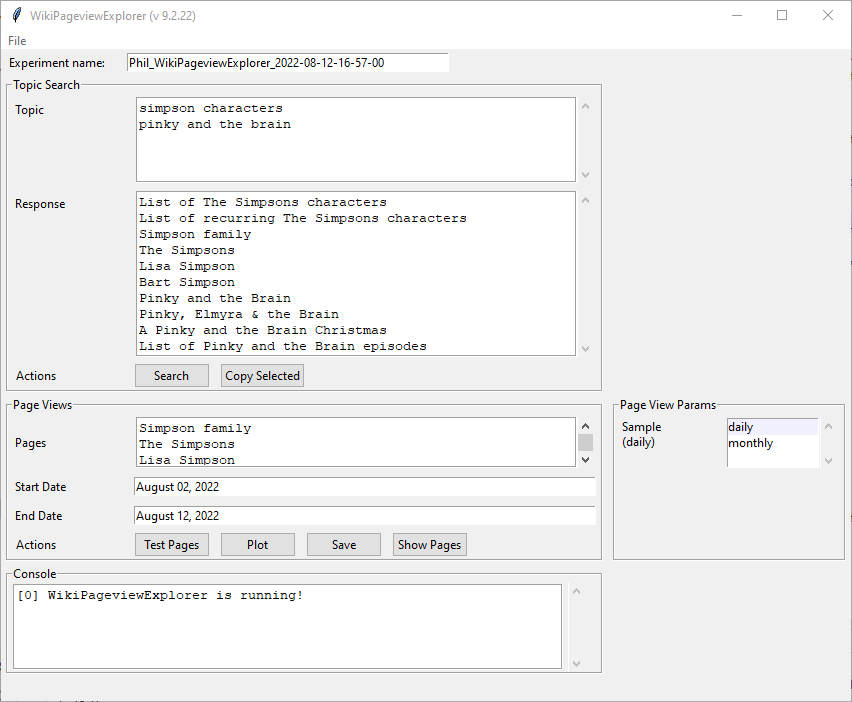 WikiPageviewExplorer (v 9.2.22)
File
Experiment name: Phil_WikiPageviewExplorer_2022-08-12-16-57-00
Topic Search
Topic
simpson characters
pinky and the brain
Response
List of The Simpsons characters
List of recurring The Simpsons characters
Simpson family
The Simpsons
Lisa Simpson
Bart Simpson
Pinky and the Brain
Pinky, Elmyra & the Brain
A Pinky and the Brain Christmas
List of Pinky and the Brain episodes
Actions Search Copy Selected
Page Views
Pages
Simpson family
The Simpsons
Lisa Simpson
Start Date August 02, 2022
End Date August 12, 2022
Actions Test Pages Plot Save Show Pages
Page View Params
Sample
(daily)
daily
monthly
Console
[0] WikiPageviewExplorer is running!